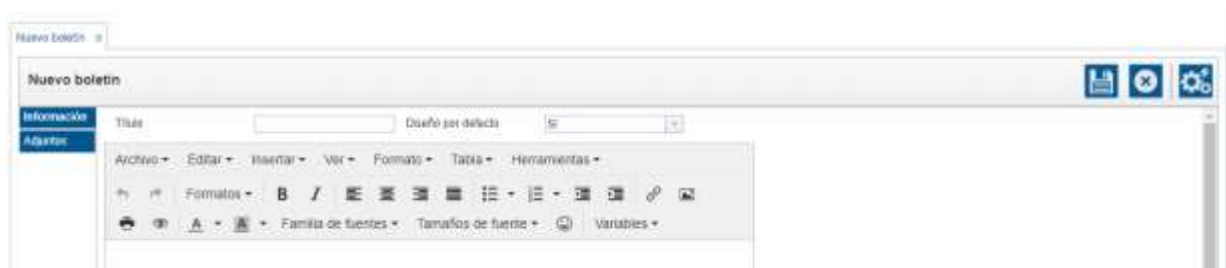 Nuevo boletín
Nuevo boletín
Información
Adjuntos
Título Diseño por defecto SI
Archivo Editar Insertar Ver Formato Tabla Herramientas
Formatos B I
A A Familia de fuentes Tamaños de fuente Variables